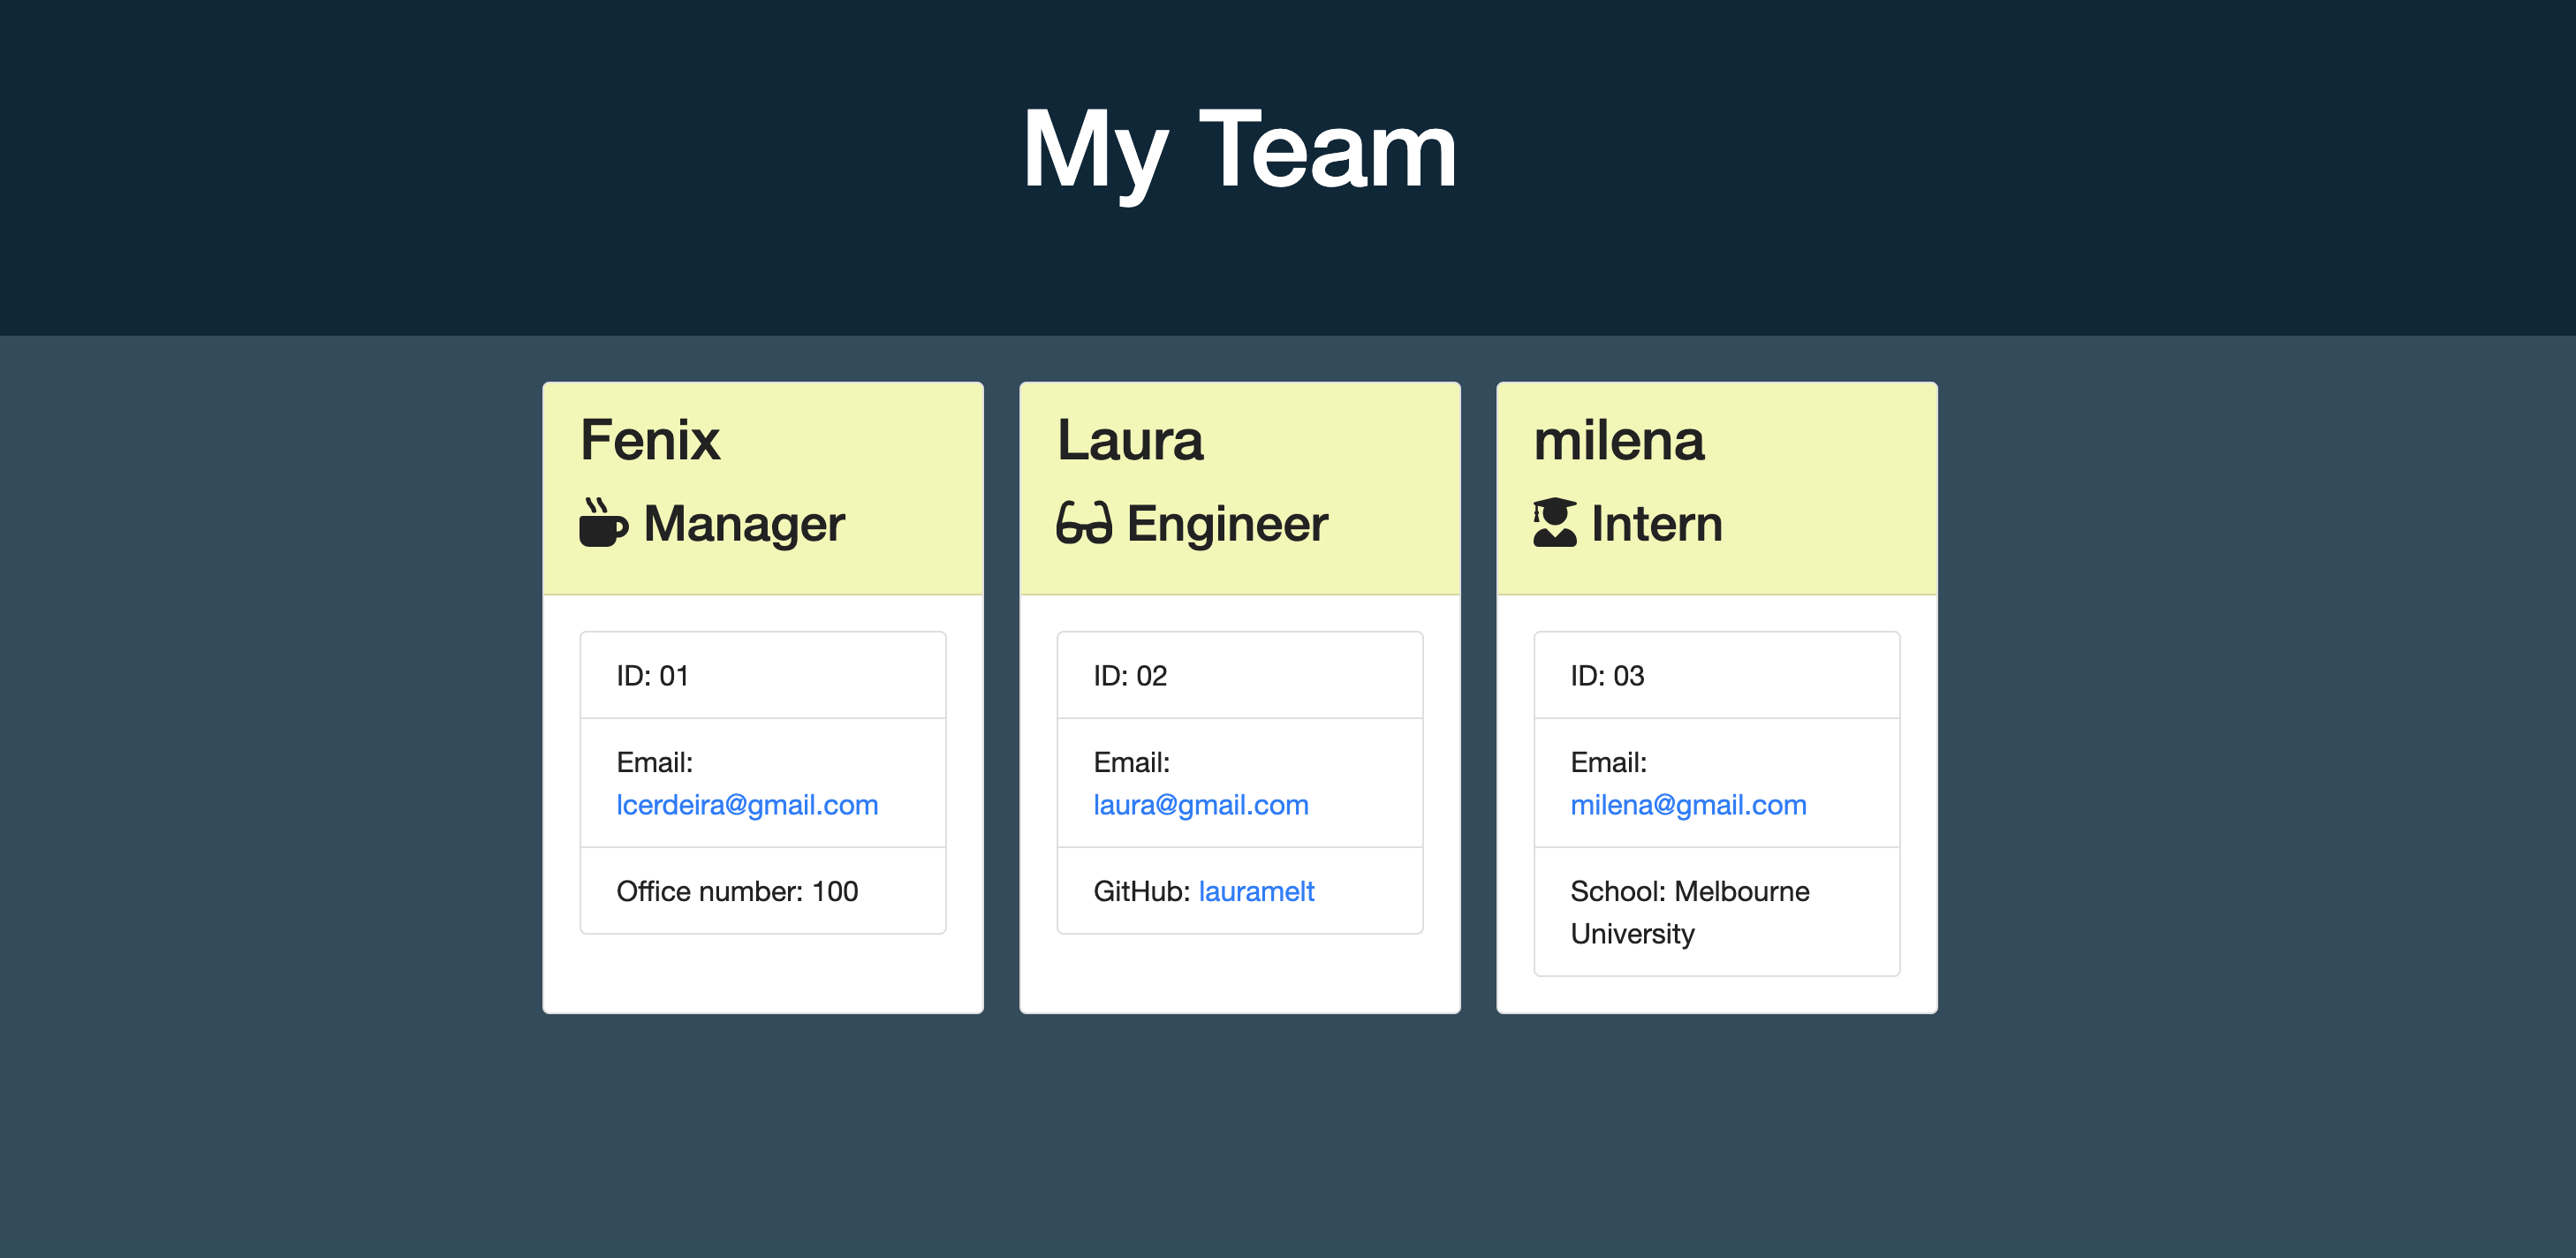 My Team
Fenix
Manager
ID: 01
Email:
lcerdeira@gmail.com
Office number: 100
Laura
Engineer
ID: 02
Email:
laura@gmail.com
GitHub: lauramelt
milena
Intern
ID: 03
Email:
milena@gmail.com
School: Melbourne
University